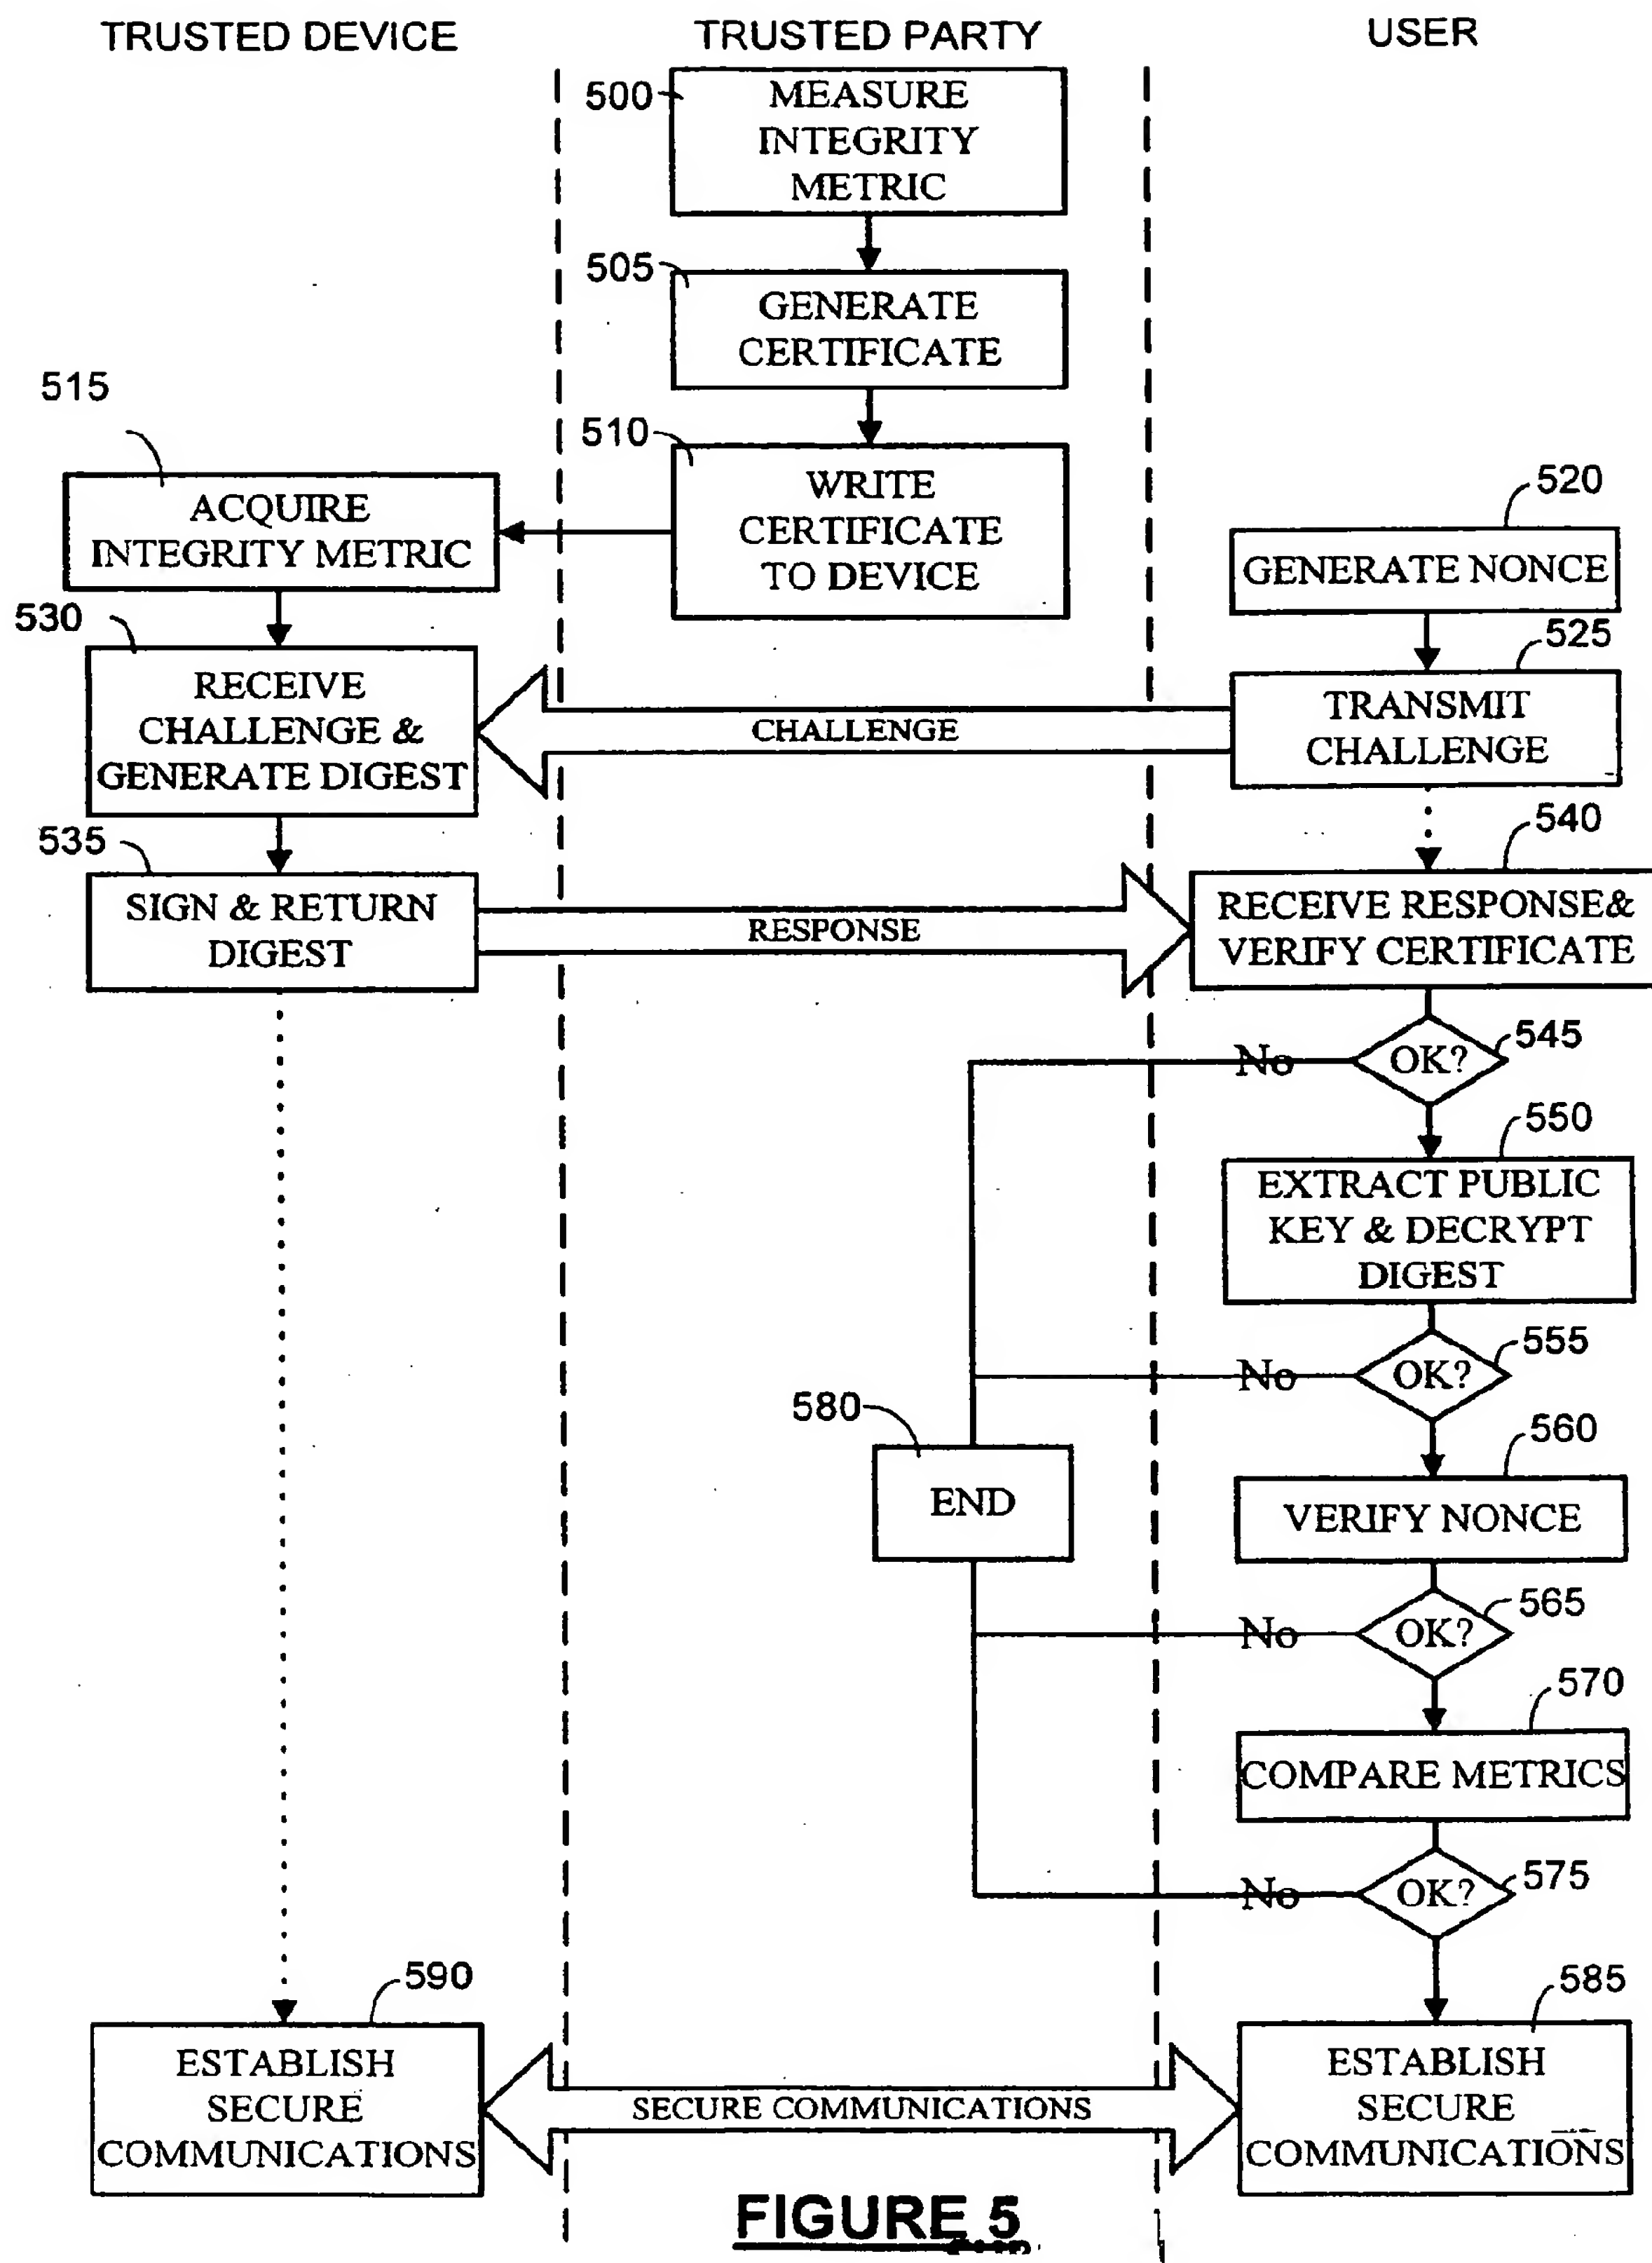 TRUSTED DEVICE
TRUSTED PARTY
USER
500
MEASURE
INTEGRITY
METRIC
505
GENERATE
CERTIFICATE
510
WRITE
CERTIFICATE
TO DEVICE
515
ACQUIRE
INTEGRITY METRIC
520
GENERATE NONCE
525
TRANSMIT
CHALLENGE
CHALLENGE
530
RECEIVE
CHALLENGE &
GENERATE DIGEST
535
SIGN & RETURN
DIGEST
RESPONSE
540
RECEIVE RESPONSE&
VERIFY CERTIFICATE
545
OK?
No
550
EXTRACT PUBLIC
KEY & DECRYPT
DIGEST
555
OK?
No
580
END
560
VERIFY NONCE
565
OK?
No
570
COMPARE METRICS
575
OK?
No
590
ESTABLISH
SECURE
COMMUNICATIONS
SECURE COMMUNICATIONS
585
ESTABLISH
SECURE
COMMUNICATIONS
FIGURE 5